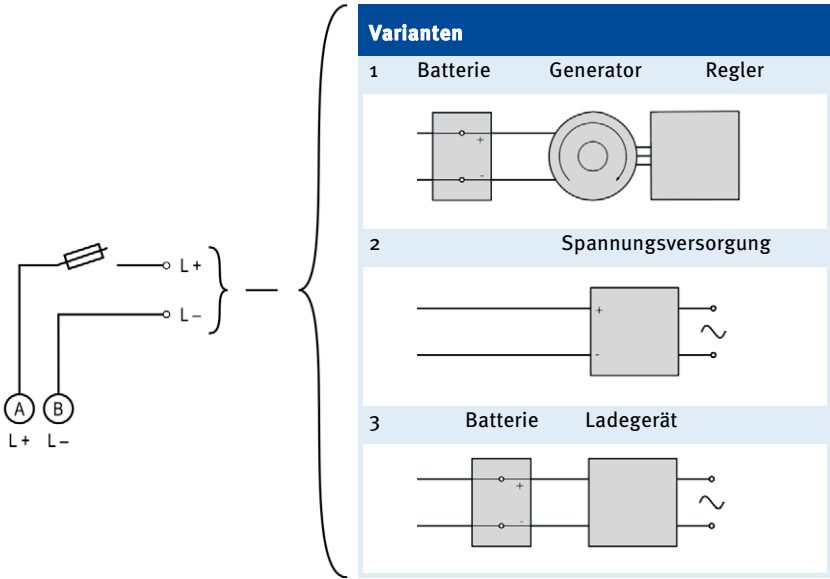 L+
L–
A B
L+ L–
Varianten
1 Batterie Generator Regler
+
-
2 Spannungsversorgung
+
-
3 Batterie Ladegerät
+
-